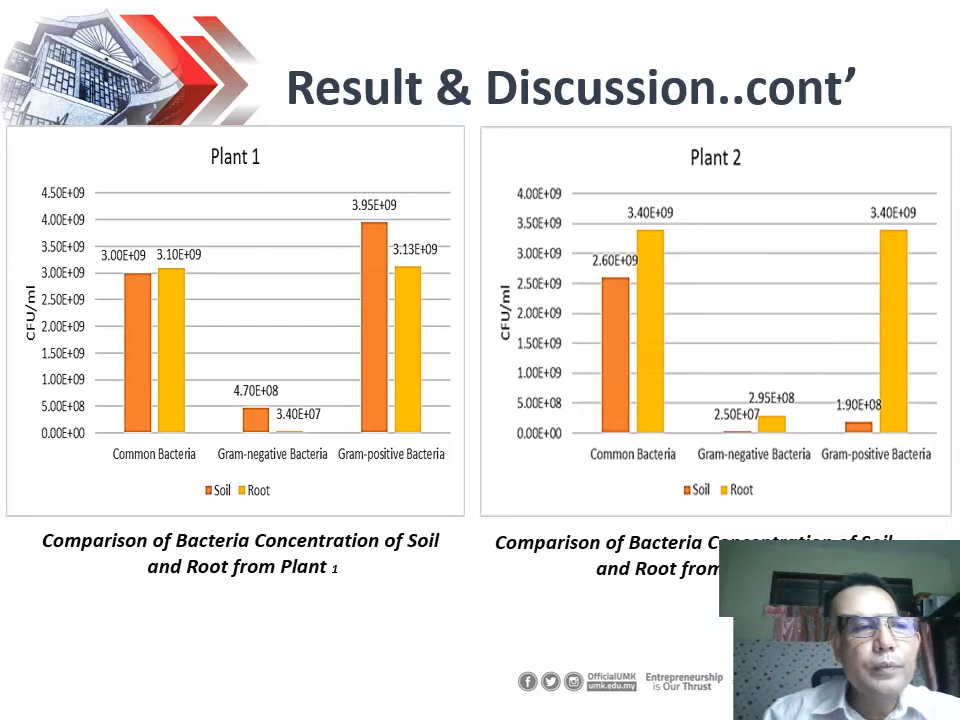 Result & Discussion..cont’
Plant 1
4.50E+09
4.00E+09
3.50E+09
3.00E+09
2.50E+09
2.00E+09
1.50E+09
1.00E+09
5.00E+08
0.00E+00
CFU/ml
3.00E+09
3.10E+09
4.70E+08
3.40E+07
3.95E+09
3.13E+09
Common Bacteria
Gram-negative Bacteria
Gram-positive Bacteria
Soil
Root
Comparison of Bacteria Concentration of Soil
and Root from Plant 1
Plant 2
4.00E+09
3.50E+09
3.00E+09
2.50E+09
2.00E+09
1.50E+09
1.00E+09
5.00E+08
0.00E+00
CFU/ml
2.60E+09
3.40E+09
2.50E+07
2.95E+08
1.90E+08
3.40E+09
Common Bacteria
Gram-negative Bacteria
Gram-positive Bacteria
Soil
Root
Comparison of Bacteria Concentration of Soil
and Root from
OfficialUMK
umk.edu.my
Entrepreneurship
is Our Thrust